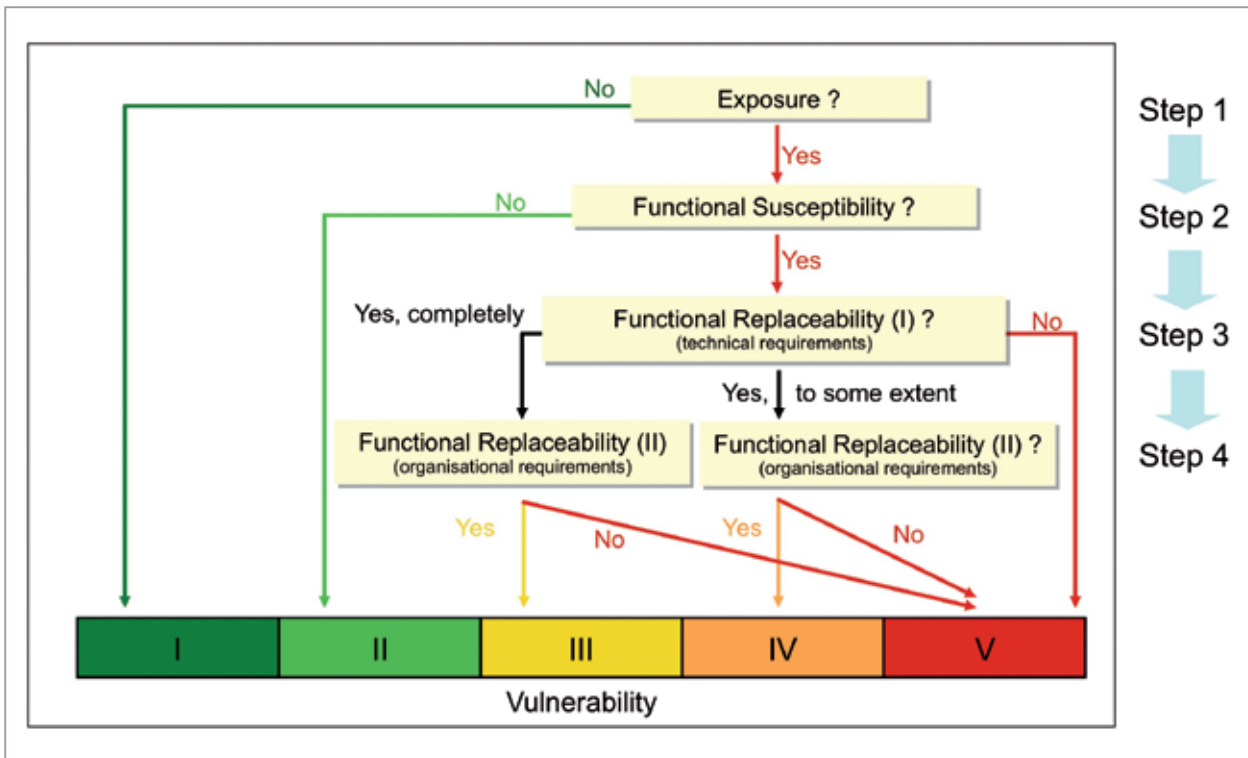 No
Exposure ?
Step 1
Yes
No
Functional Susceptibility ?
Step 2
Yes
Yes, completely
Functional Replaceability (I) ?
(technical requirements)
No
Step 3
Yes, to some extent
Functional Replaceability (II)
(organisational requirements)
Functional Replaceability (II) ?
(organisational requirements)
Step 4
Yes
No
Yes
No
I
II
III
IV
V
Vulnerability